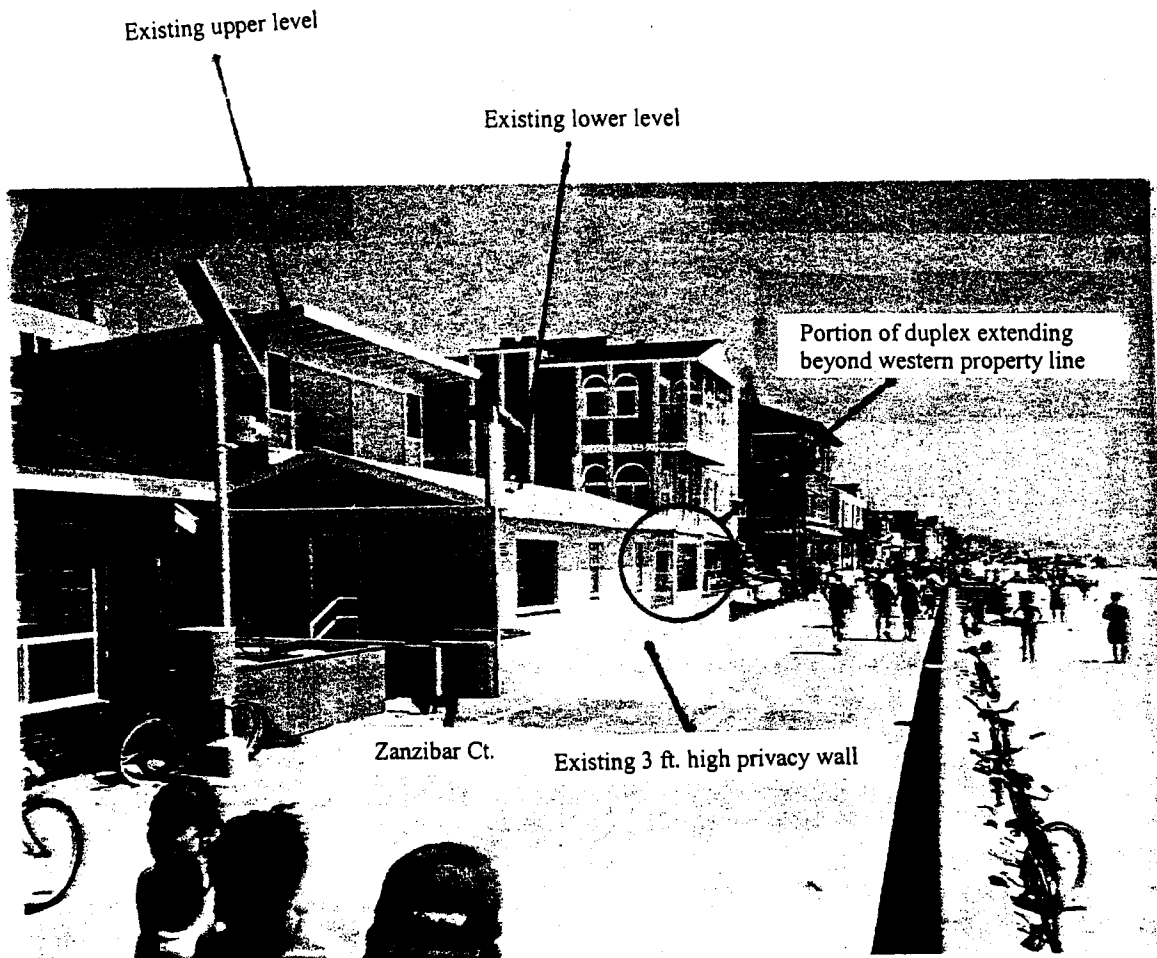 Existing upper level
Existing lower level
Portion of duplex extending
beyond western property line
Zanzibar Ct.
Existing 3 ft. high privacy wall